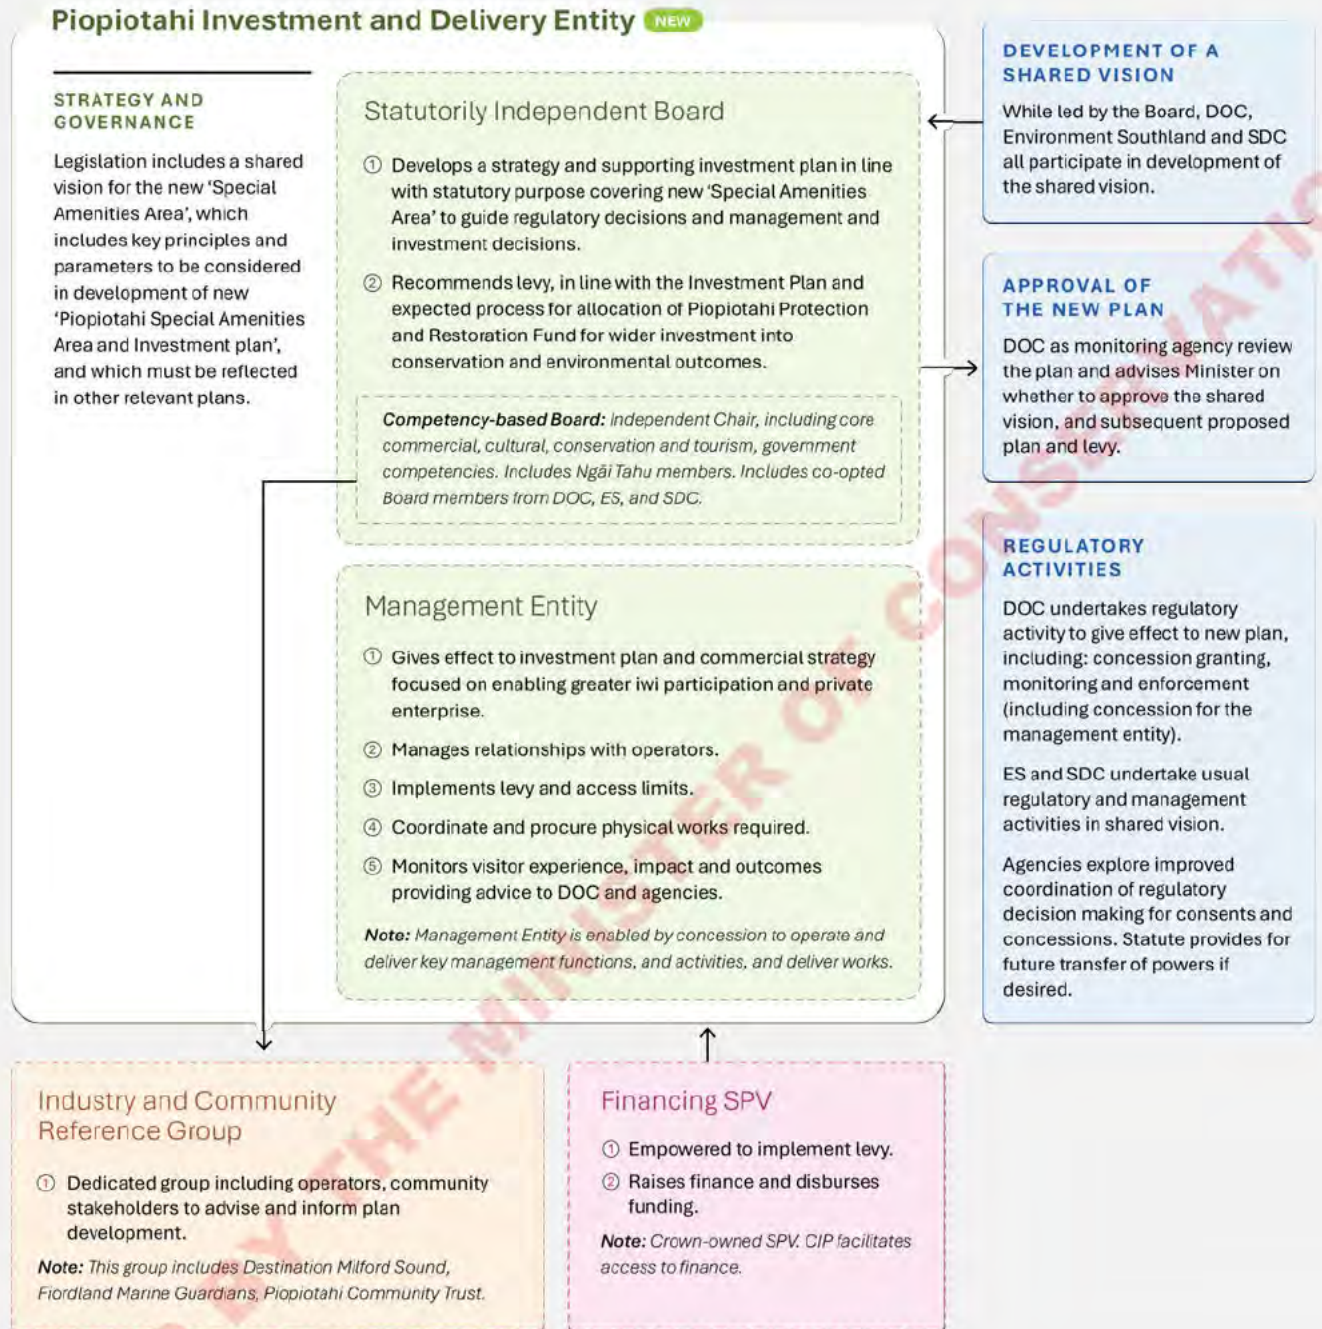 Piopiotahi Investment and Delivery Entity NEW
STRATEGY AND
GOVERNANCE
Legislation includes a shared
vision for the new ‘Special
Amenities Area’, which
includes key principles and
parameters to be considered
in development of new
‘Piopiotahi Special Amenities
Area and Investment plan’,
and which must be reflected
in other relevant plans.
Statutorily Independent Board
① Develops a strategy and supporting investment plan in line
with statutory purpose covering new ‘Special Amenities
Area’ to guide regulatory decisions and management and
investment decisions.
② Recommends levy, in line with the Investment Plan and
expected process for allocation of Piopiotahi Protection
and Restoration Fund for wider investment into
conservation and environmental outcomes.
Competency-based Board: Independent Chair, including core
commercial, cultural, conservation and tourism, government
competencies. Includes Ngāi Tahu members. Includes co-opted
Board members from DOC, ES, and SDC.
Management Entity
① Gives effect to investment plan and commercial strategy
focused on enabling greater iwi participation and private
enterprise.
② Manages relationships with operators.
③ Implements levy and access limits.
④ Coordinate and procure physical works required.
⑤ Monitors visitor experience, impact and outcomes
providing advice to DOC and agencies.
Note: Management Entity is enabled by concession to operate and
deliver key management functions, and activities, and deliver works.
DEVELOPMENT OF A
SHARED VISION
While led by the Board, DOC,
Environment Southland and SDC
all participate in development of
the shared vision.
APPROVAL OF
THE NEW PLAN
DOC as monitoring agency review
the plan and advises Minister on
whether to approve the shared
vision, and subsequent proposed
plan and levy.
REGULATORY
ACTIVITIES
DOC undertakes regulatory
activity to give effect to new plan,
including: concession granting,
monitoring and enforcement
(including concession for the
management entity).
ES and SDC undertake usual
regulatory and management
activities in shared vision.
Agencies explore improved
coordination of regulatory
decision making for consents and
concessions. Statute provides for
future transfer of powers if
desired.
Industry and Community
Reference Group
① Dedicated group including operators, community
stakeholders to advise and inform plan
development.
Note: This group includes Destination Milford Sound,
Fiordland Marine Guardians, Piopiotahi Community Trust.
Financing SPV
① Empowered to implement levy.
② Raises finance and disburses
funding.
Note: Crown-owned SPV. CIP facilitates
access to finance.
BY THE MINISTER OF CONSERVATIO